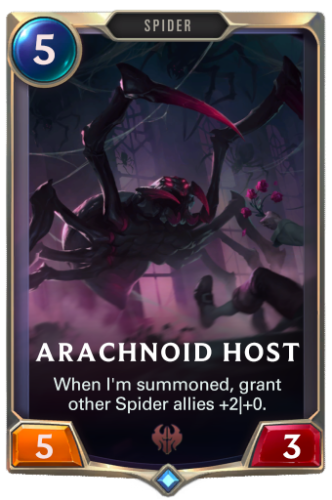 SPIDER
5
ARACHNOID HOST
When I'm summoned, grant
other Spider allies +2|+0.
5
3